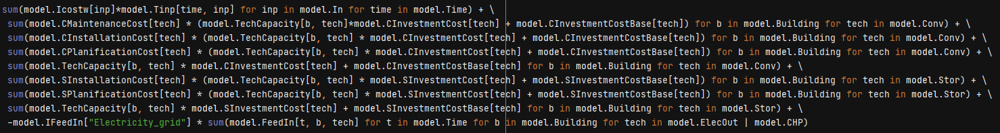 sum(model.Icostw[inp]*model.Tinp[time, inp] for inp in model.In for time in model.Time) + \
sum(model.CMaintenanceCost[tech] * (model.TechCapacity[b, tech]*model.CInvestmentCost[tech] + model.CInvestmentCostBase[tech]) for b in model.Building for tech in model.Conv) + \
sum(model.CInstallationCost[tech] * (model.TechCapacity[b, tech] * model.CInvestmentCost[tech] + model.CInvestmentCostBase[tech]) for b in model.Building for tech in model.Conv) + \
sum(model.CPlanificationCost[tech] * (model.TechCapacity[b, tech] * model.CInvestmentCost[tech] + model.CInvestmentCostBase[tech]) for b in model.Building for tech in model.Conv) + \
sum(model.TechCapacity[b, tech] * model.CInvestmentCost[tech] + model.CInvestmentCostBase[tech] for b in model.Building for tech in model.Conv) + \
sum(model.SInstallationCost[tech] * (model.TechCapacity[b, tech] * model.SInvestmentCost[tech] + model.SInvestmentCostBase[tech]) for b in model.Building for tech in model.Stor) + \
sum(model.SPlanificationCost[tech] * (model.TechCapacity[b, tech] * model.SInvestmentCost[tech] + model.SInvestmentCostBase[tech]) for b in model.Building for tech in model.Stor) + \
sum(model.TechCapacity[b, tech] * model.SInvestmentCost[tech] + model.SInvestmentCostBase[tech] for b in model.Building for tech in model.Stor) + \
-model.IFeedIn["Electricity_grid"] * sum(model.FeedIn[t, b, tech] for t in model.Time for b in model.Building for tech in model.ElecOut | model.CHP)